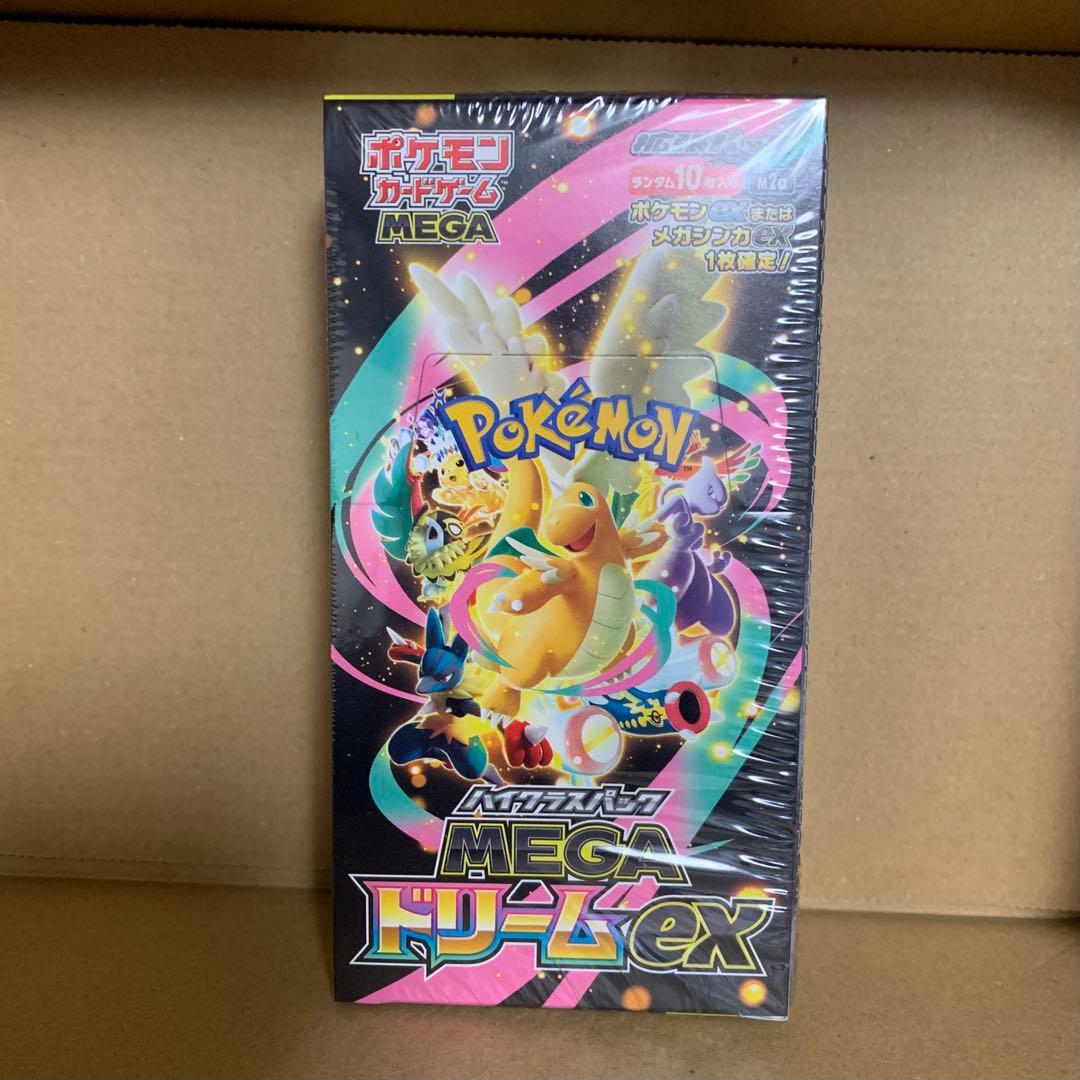 ポケモン
カードゲーム
MEGA
ランダム10枚入り
M2a
ポケモンexまたは
メガシンカex
1枚確定!
POKéMON
TM
ハイクラスパック
MEGA
ドリームex